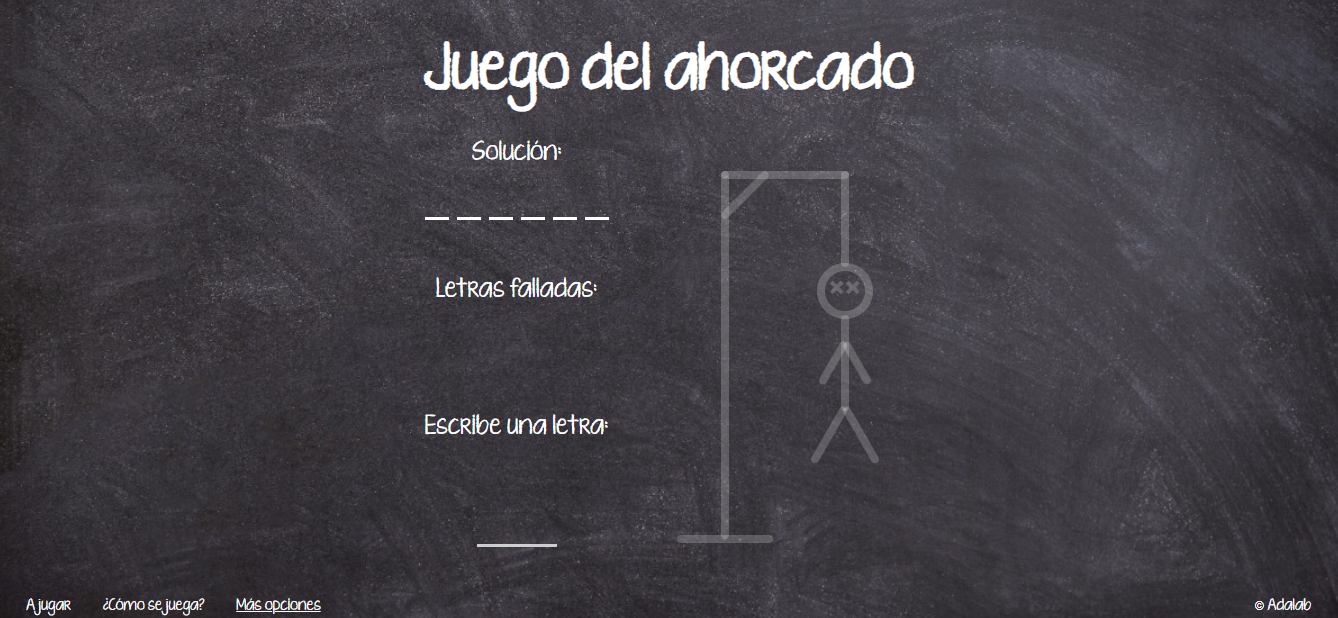 Juego del ahorcado
Solución:
Letras falladas:
Escribe una letra:
A jugar
¿Cómo se juega?
Más opciones
© Adalab